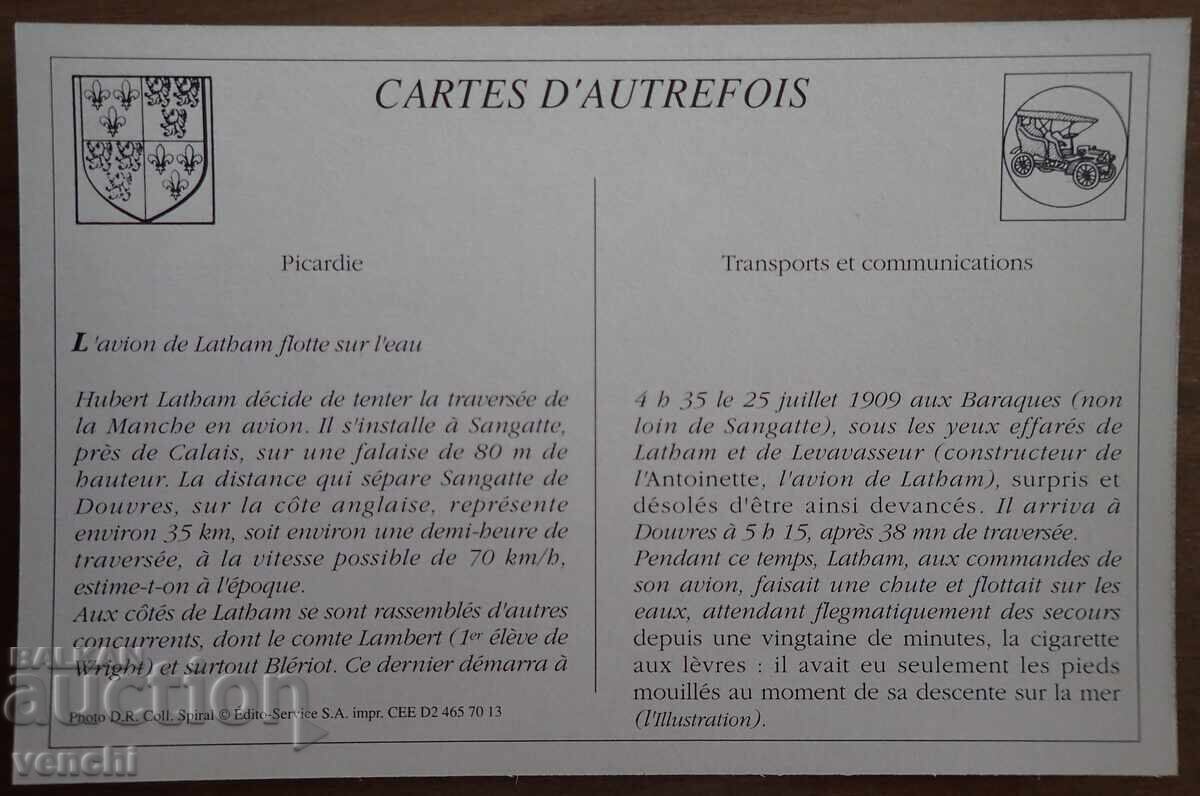 CARTES D'AUTREFOIS
Picardie
L'avion de Latham flotte sur l'eau
Hubert Latham décide de tenter la traversée de
la Manche en avion. Il s'installe à Sangatte,
près de Calais, sur une falaise de 80 m de
hauteur. La distance qui sépare Sangatte de
Douvres, sur la côte anglaise, représente
environ 35 km, soit environ une demi-heure de
traversée, à la vitesse possible de 70 km/h,
estime-t-on à l'époque.
Aux côtés de Latham se sont rassemblés d'autres
concurrents, dont le comte Lambert (1er élève de
Wright) et surtout Blériot. Ce dernier démarra à
Photo D.R. Coll. Spiral © Édito-Service S.A. impr. CEE D2 465 70 13
Transports et communications
4 h 35 le 25 juillet 1909 aux Baraques (non
loin de Sangatte), sous les yeux effarés de
Latham et de Levavasseur (constructeur de
l'Antoinette, l'avion de Latham), surpris et
désolés d'être ainsi devancés. Il arriva à
Douvres à 5 h 15, après 38 mn de traversée.
Pendant ce temps, Latham, aux commandes de
son avion, faisait une chute et flottait sur les
eaux, attendant flegmatiquement des secours
depuis une vingtaine de minutes, la cigarette
aux lèvres : il avait eu seulement les pieds
mouillés au moment de sa descente sur la mer
(l'Illustration).
BALKAN
auction
venchi